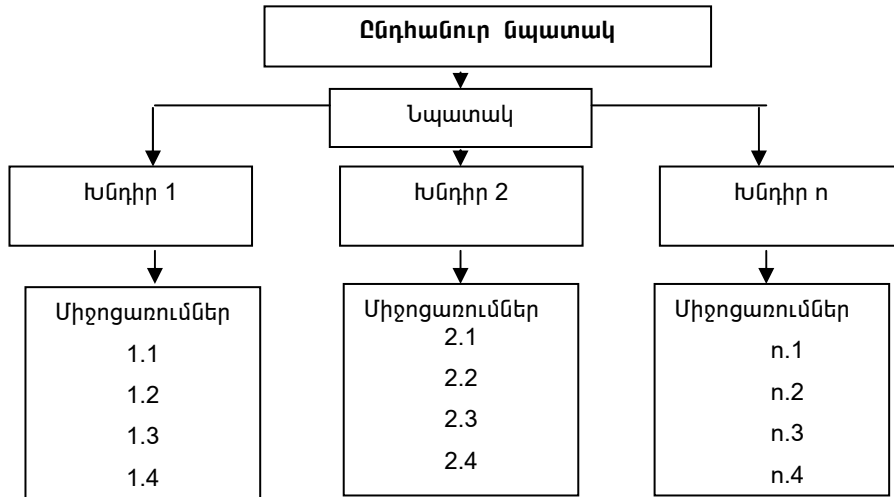 Ընդհանուր նպատակ
Նպատակ
Խնդիր 1
Խնդիր 2
Խնդիր n
Միջոցառումներ
1.1
1.2
1.3
1.4
Միջոցառումներ
2.1
2.2
2.3
2.4
Միջոցառումներ
n.1
n.2
n.3
n.4